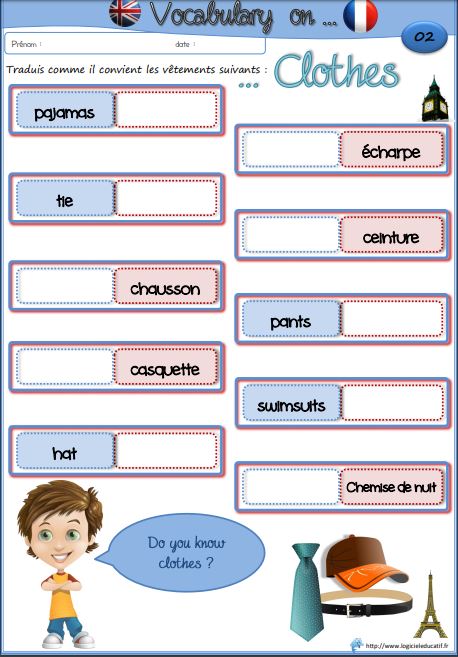 Vocabulary on ...
02
Prénom :
date :
Traduis comme il convient les vêtements suivants :
... Clothes
pajamas
écharpe
tie
ceinture
chausson
pants
casquette
swimsuits
hat
Chemise de nuit
Do you know
clothes ?
http://www.logicieleducatif.fr